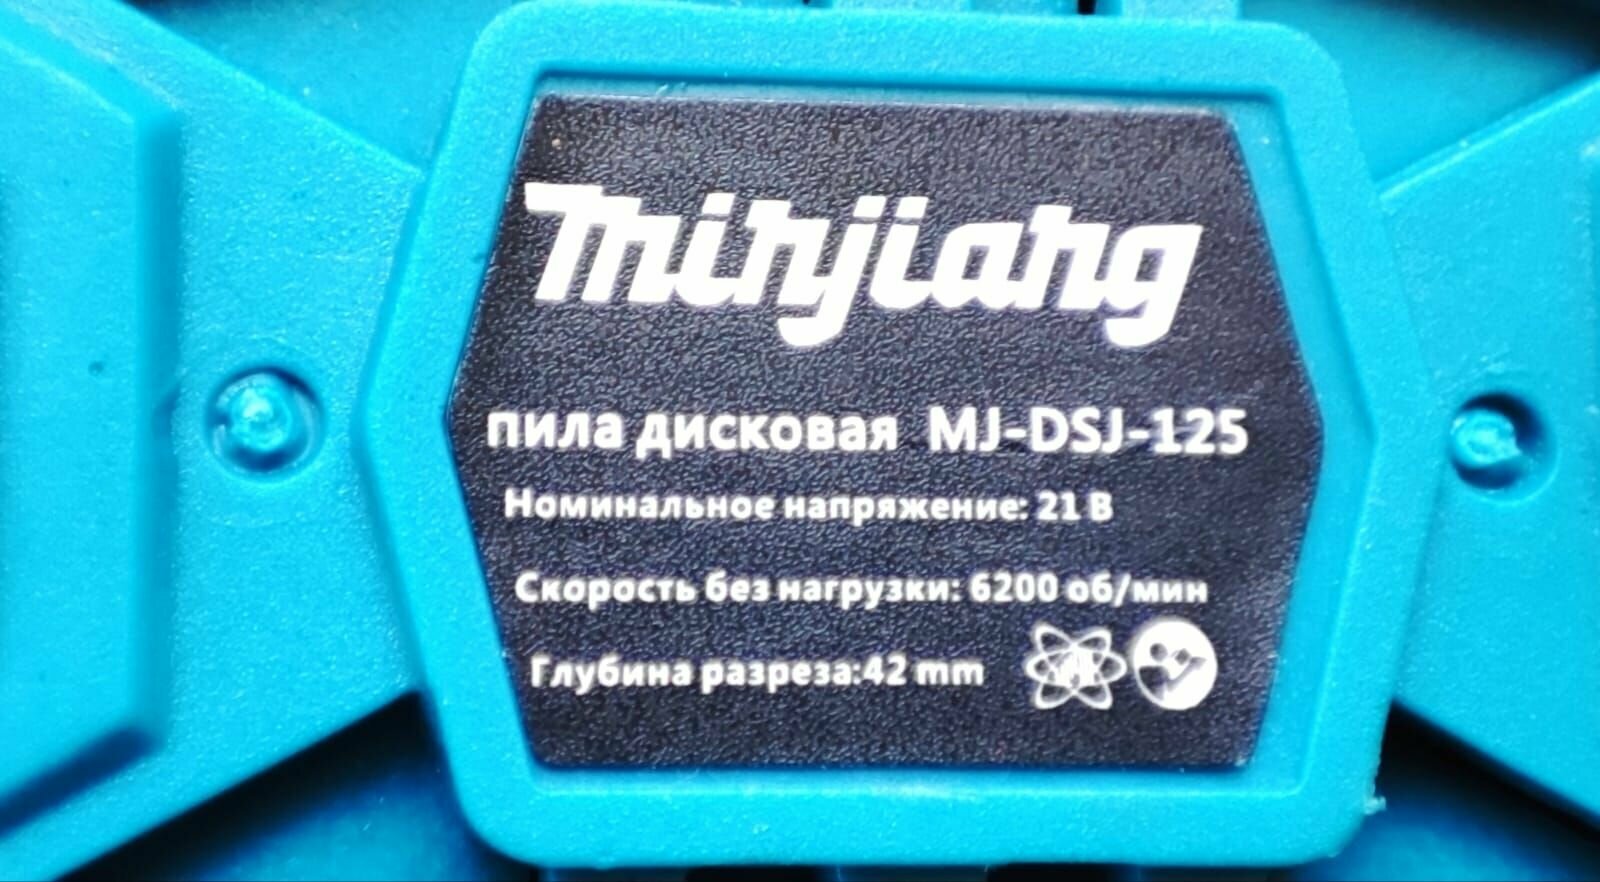 minjiang
пила дисковая MJ-DSJ-125
Номинальное напряжение: 21 В
Скорость без нагрузки: 6200 об/мин
Глубина разреза:42 mm